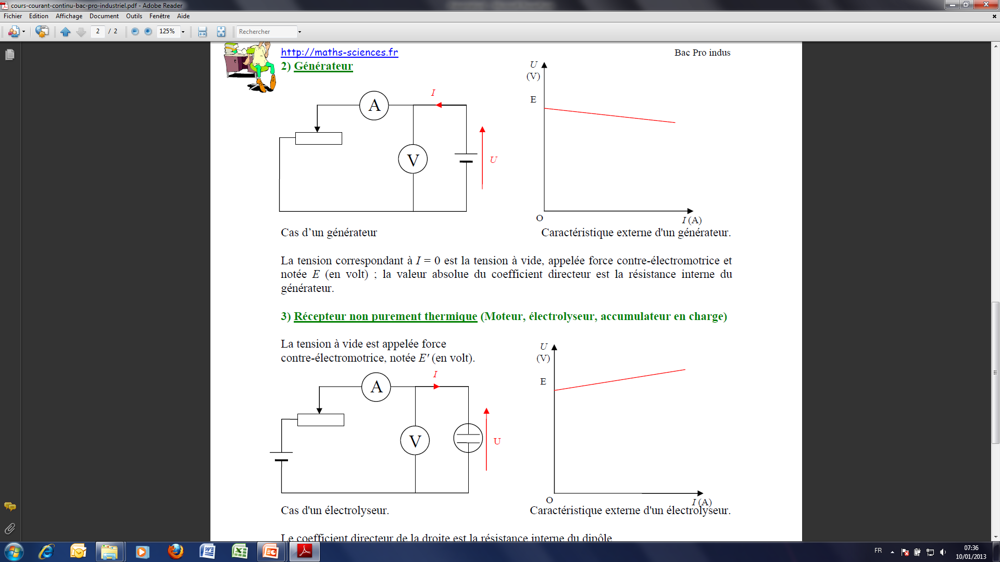 cours-courant-continu-bac-pro-industriel.pdf - Adobe Reader
Fichier Edition Affichage Document Outils Fenêtre Aide
2 / 2 125% Rechercher
http://maths-sciences.fr Bac Pro indus
2) Générateur
U
(V)
E
I
A
V
U
O
I (A)
Cas d’un générateur Caractéristique externe d'un générateur.
La tension correspondant à I = 0 est la tension à vide, appelée force contre-électromotrice et
notée E (en volt) ; la valeur absolue du coefficient directeur est la résistance interne du
générateur.
3) Récepteur non purement thermique (Moteur, électrolyseur, accumulateur en charge)
La tension à vide est appelée force
contre-électromotrice, notée E' (en volt).
U
(V)
E
I
A
V
U
O
I (A)
Cas d'un électrolyseur. Caractéristique externe d'un électrolyseur.
Le coefficient directeur de la droite est la résistance interne du dipôle
FR
07:36
10/01/2013